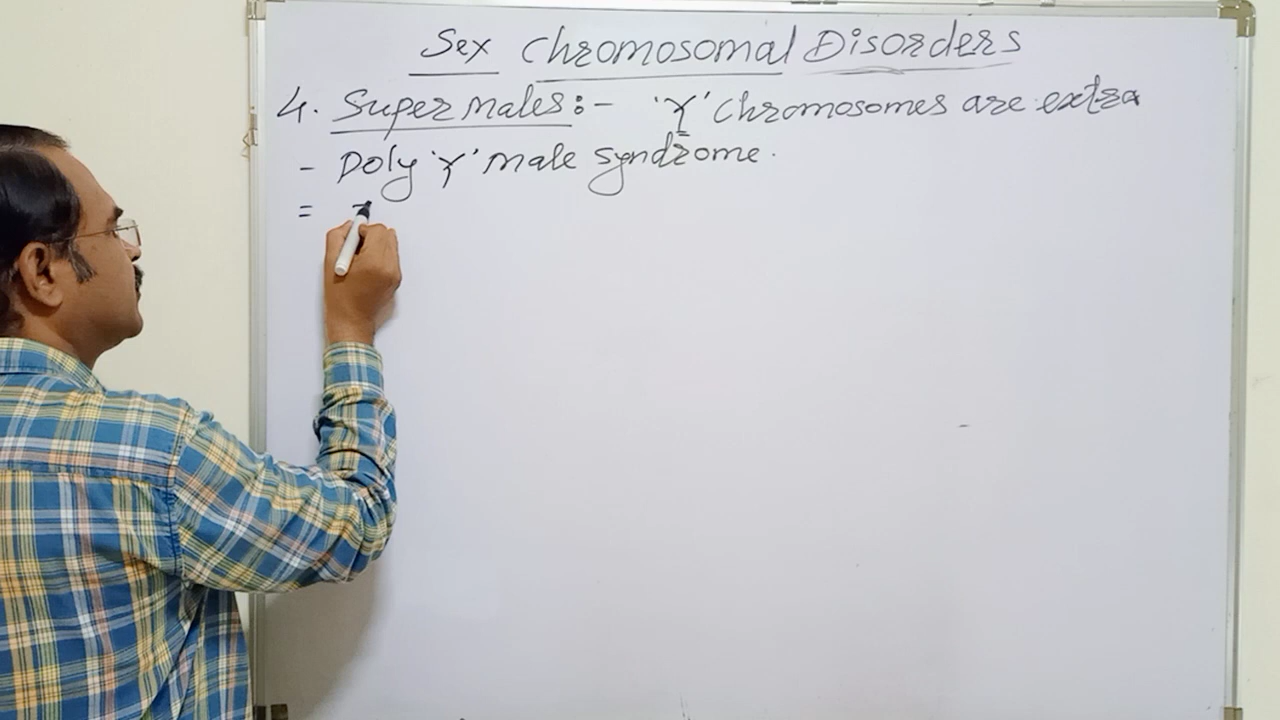 Sex Chromosomal Disorders
4. Super males:- 'Y' Chromosomes are extra
- Poly 'Y' male syndrome.
=